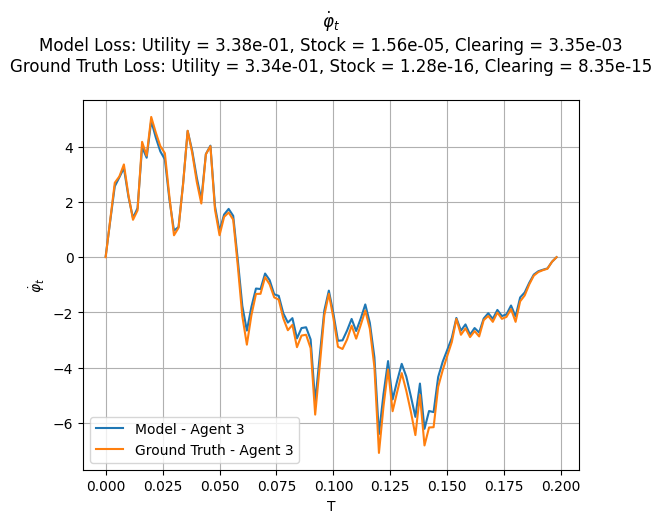 φ̇ₜ
Model Loss: Utility = 3.38e-01, Stock = 1.56e-05, Clearing = 3.35e-03
Ground Truth Loss: Utility = 3.34e-01, Stock = 1.28e-16, Clearing = 8.35e-15
4
2
0
−2
−4
−6
φ̇ₜ
Model - Agent 3
Ground Truth - Agent 3
0.000 0.025 0.050 0.075 0.100 0.125 0.150 0.175 0.200
T